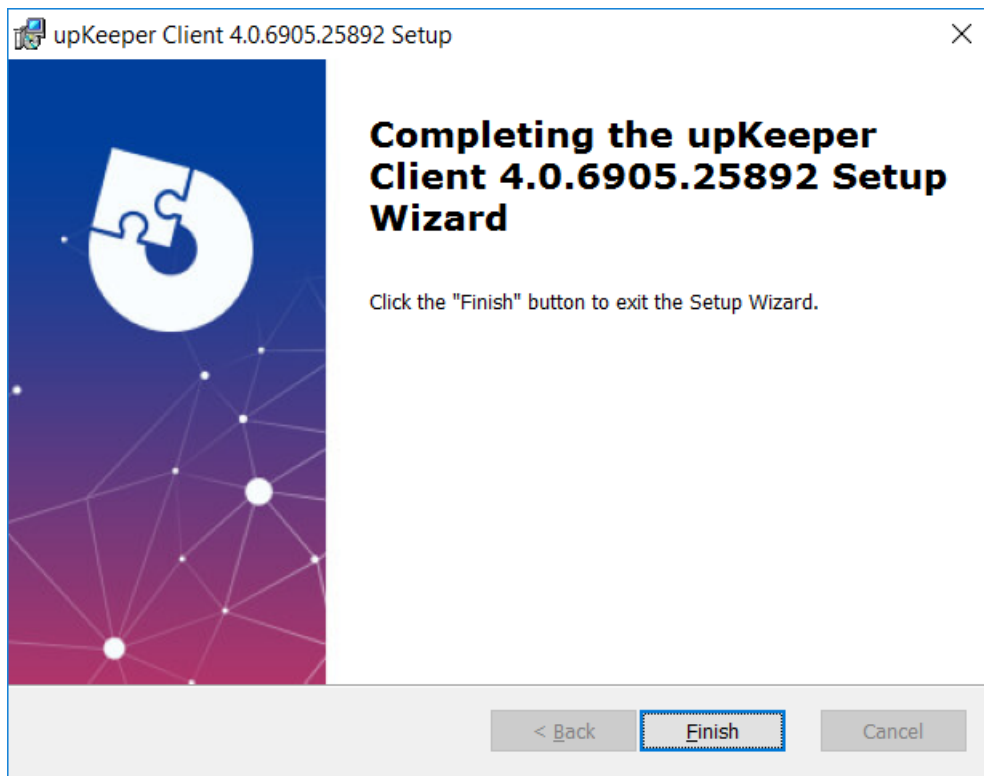 upKeeper Client 4.0.6905.25892 Setup
Completing the upKeeper
Client 4.0.6905.25892 Setup
Wizard
Click the "Finish" button to exit the Setup Wizard.
< Back
Finish
Cancel